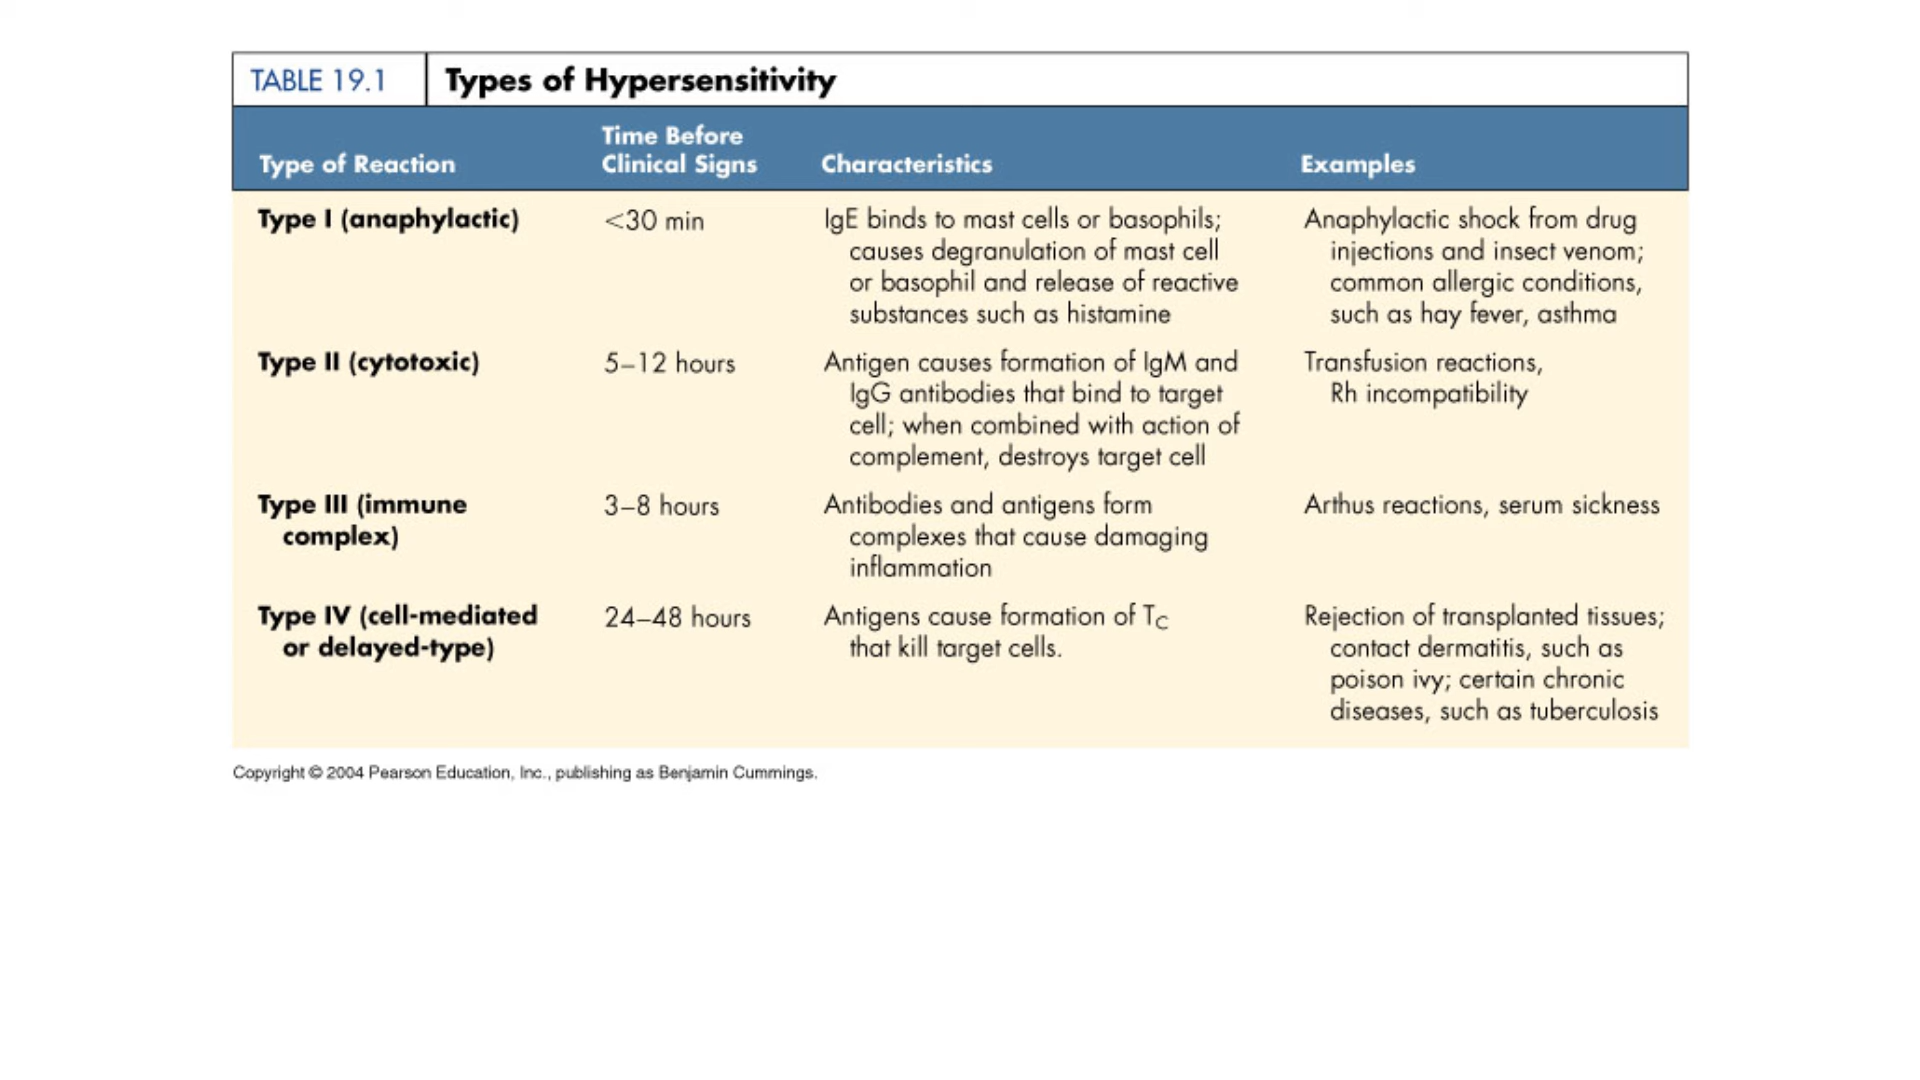 TABLE 19.1 Types of Hypersensitivity
Type of Reaction Time Before Clinical Signs Characteristics Examples
Type I (anaphylactic) <30 min IgE binds to mast cells or basophils; Anaphylactic shock from drug
causes degranulation of mast cell injections and insect venom;
or basophil and release of reactive common allergic conditions,
substances such as histamine such as hay fever, asthma
Type II (cytotoxic) 5–12 hours Antigen causes formation of IgM and Transfusion reactions,
IgG antibodies that bind to target Rh incompatibility
cell; when combined with action of
complement, destroys target cell
Type III (immune 3–8 hours Antibodies and antigens form Arthus reactions, serum sickness
complex) complexes that cause damaging
inflammation
Type IV (cell-mediated 24–48 hours Antigens cause formation of TC Rejection of transplanted tissues;
or delayed-type) that kill target cells. contact dermatitis, such as
poison ivy; certain chronic
diseases, such as tuberculosis
Copyright © 2004 Pearson Education, Inc., publishing as Benjamin Cummings.